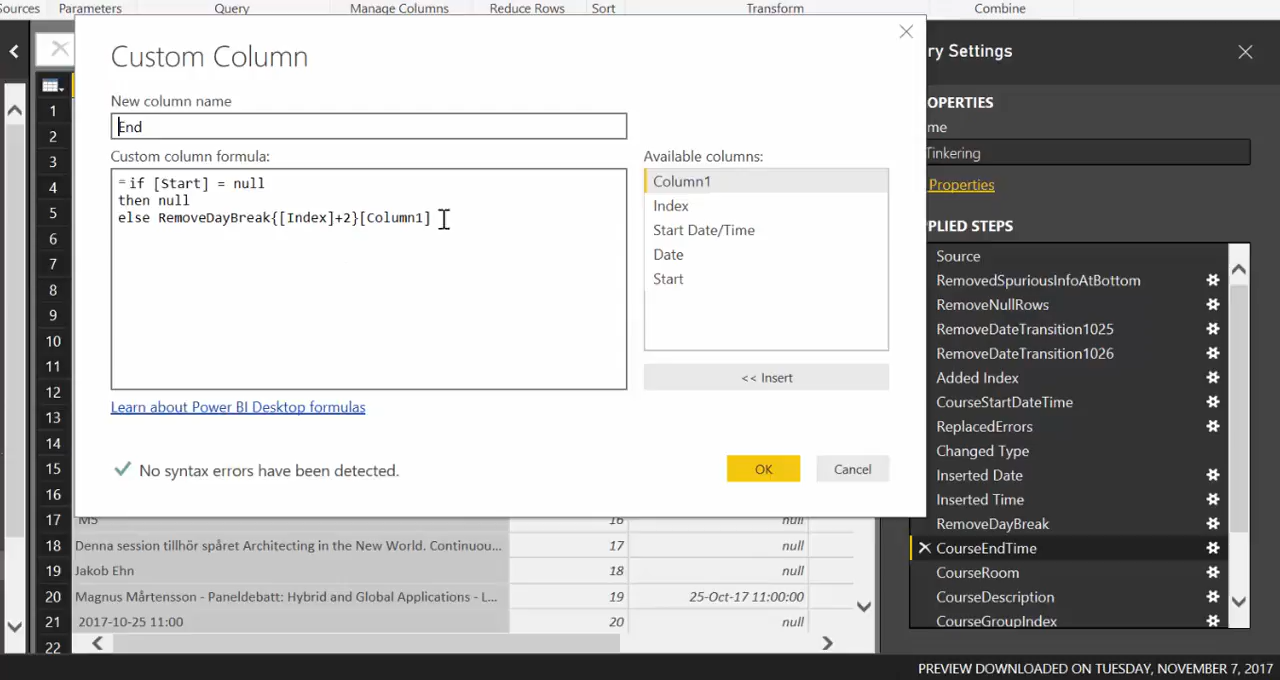 ources
Parameters
Query
Manage Columns
Reduce Rows
Sort
Transform
Combine
Custom Column
New column name
End
Custom column formula:
=if [Start] = null
then null
else RemoveDayBreak{[Index]+2}[Column1]
Available columns:
Column1
Index
Start Date/Time
Date
Start
<< Insert
Learn about Power BI Desktop formulas
No syntax errors have been detected.
OK
Cancel
ry Settings
OPERTIES
me
Tinkering
Properties
PLIED STEPS
Source
RemovedSpuriousInfoAtBottom
RemoveNullRows
RemoveDateTransition1025
RemoveDateTransition1026
Added Index
CourseStartDateTime
ReplacedErrors
Changed Type
Inserted Date
Inserted Time
RemoveDayBreak
CourseEndTime
CourseRoom
CourseDescription
CourseGroupIndex
1
2
3
4
5
6
7
8
9
10
11
12
13
14
15
16
17 M5 16 null
18 Denna session tillhör spåret Architecting in the New World. Continuou... 17 null
19 Jakob Ehn 18 null
20 Magnus Mårtensson - Paneldebatt: Hybrid and Global Applications - L... 19 25-Oct-17 11:00:00
21 2017-10-25 11:00 20 null
22
PREVIEW DOWNLOADED ON TUESDAY, NOVEMBER 7, 2017